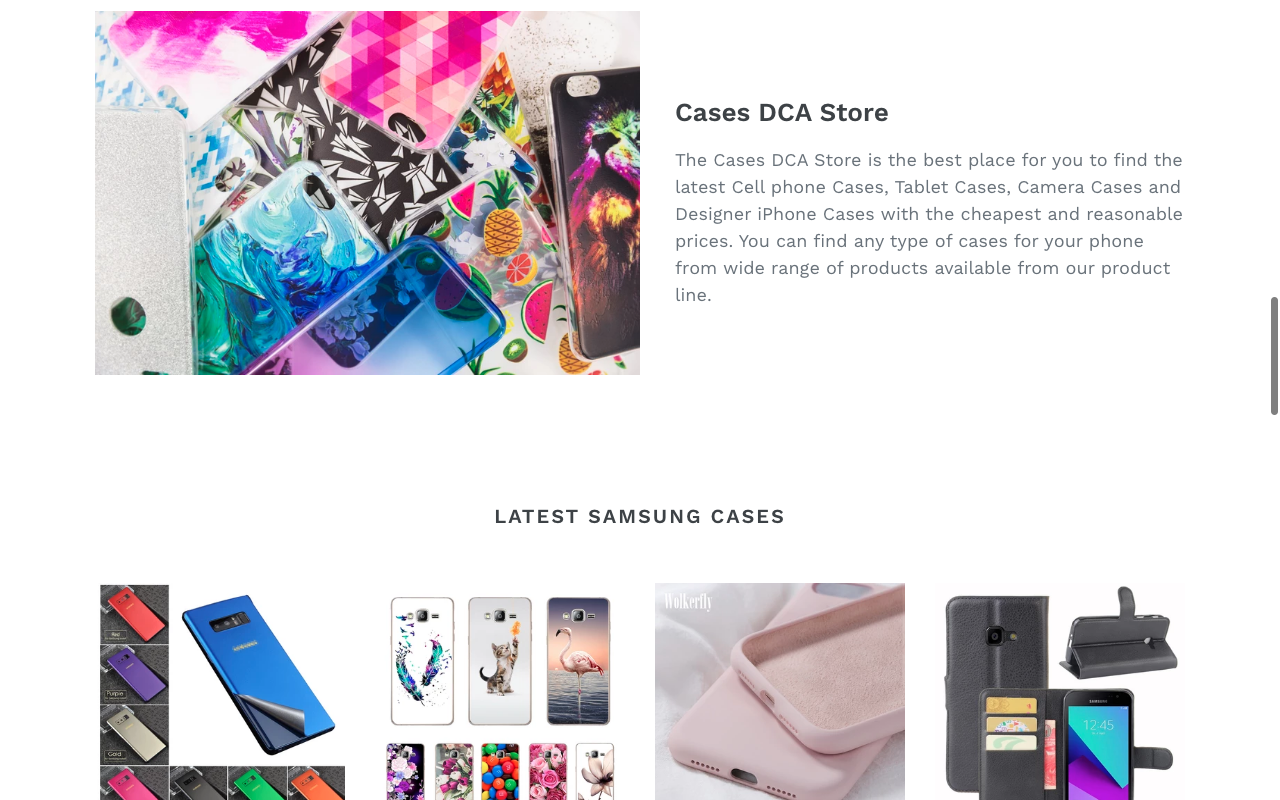 Cases DCA Store
The Cases DCA Store is the best place for you to find the
latest Cell phone Cases, Tablet Cases, Camera Cases and
Designer iPhone Cases with the cheapest and reasonable
prices. You can find any type of cases for your phone
from wide range of products available from our product
line.
LATEST SAMSUNG CASES
Red
Purple
Gold
Wolkerfly
SAMSUNG
12:45